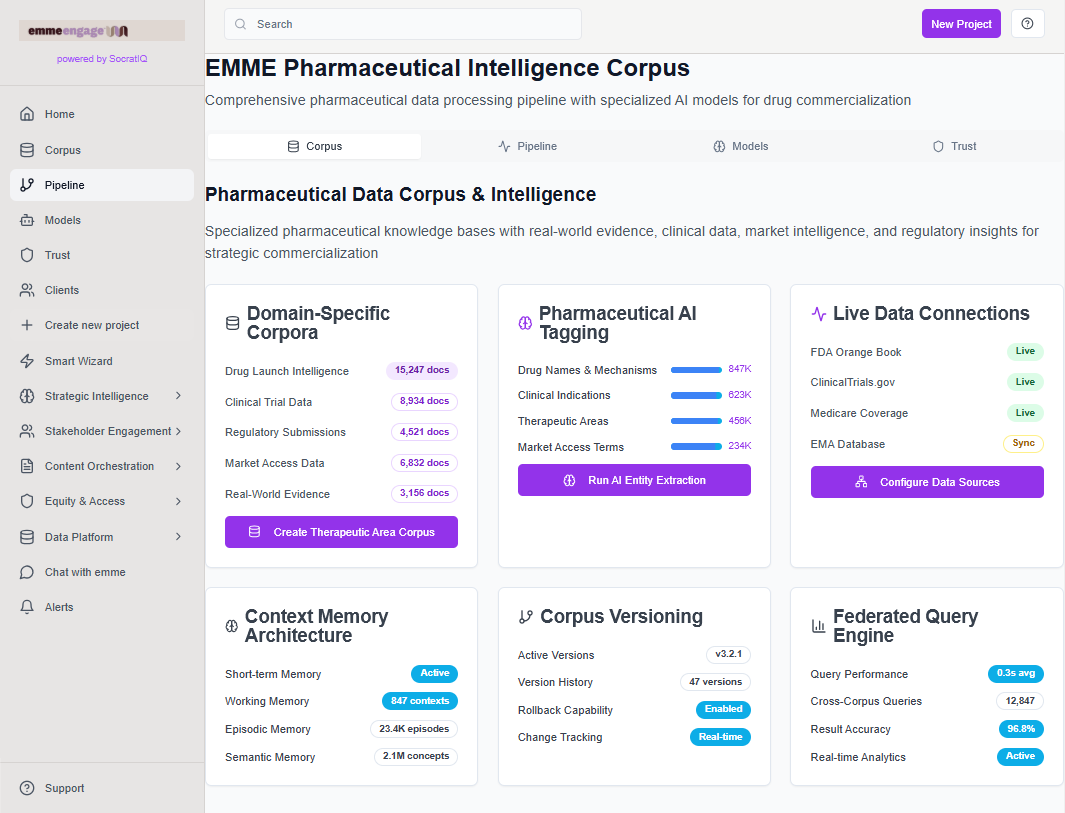 emmeengage
powered by SocratIQ
Home
Corpus
Pipeline
Models
Trust
Clients
Create new project
Smart Wizard
Strategic Intelligence
Stakeholder Engagement
Content Orchestration
Equity & Access
Data Platform
Chat with emme
Alerts
Support
Search
New Project
EMME Pharmaceutical Intelligence Corpus
Comprehensive pharmaceutical data processing pipeline with specialized AI models for drug commercialization
Corpus
Pipeline
Models
Trust
Pharmaceutical Data Corpus & Intelligence
Specialized pharmaceutical knowledge bases with real-world evidence, clinical data, market intelligence, and regulatory insights for
strategic commercialization
Domain-Specific
Corpora
Drug Launch Intelligence 15,247 docs
Clinical Trial Data 8,934 docs
Regulatory Submissions 4,521 docs
Market Access Data 6,832 docs
Real-World Evidence 3,156 docs
Create Therapeutic Area Corpus
Pharmaceutical AI
Tagging
Drug Names & Mechanisms 847K
Clinical Indications 623K
Therapeutic Areas 456K
Market Access Terms 234K
Run AI Entity Extraction
Live Data Connections
FDA Orange Book Live
ClinicalTrials.gov Live
Medicare Coverage Live
EMA Database Sync
Configure Data Sources
Context Memory
Architecture
Short-term Memory Active
Working Memory 847 contexts
Episodic Memory 23.4K episodes
Semantic Memory 2.1M concepts
Corpus Versioning
Active Versions v3.2.1
Version History 47 versions
Rollback Capability Enabled
Change Tracking Real-time
Federated Query
Engine
Query Performance 0.3s avg
Cross-Corpus Queries 12,847
Result Accuracy 96.8%
Real-time Analytics Active